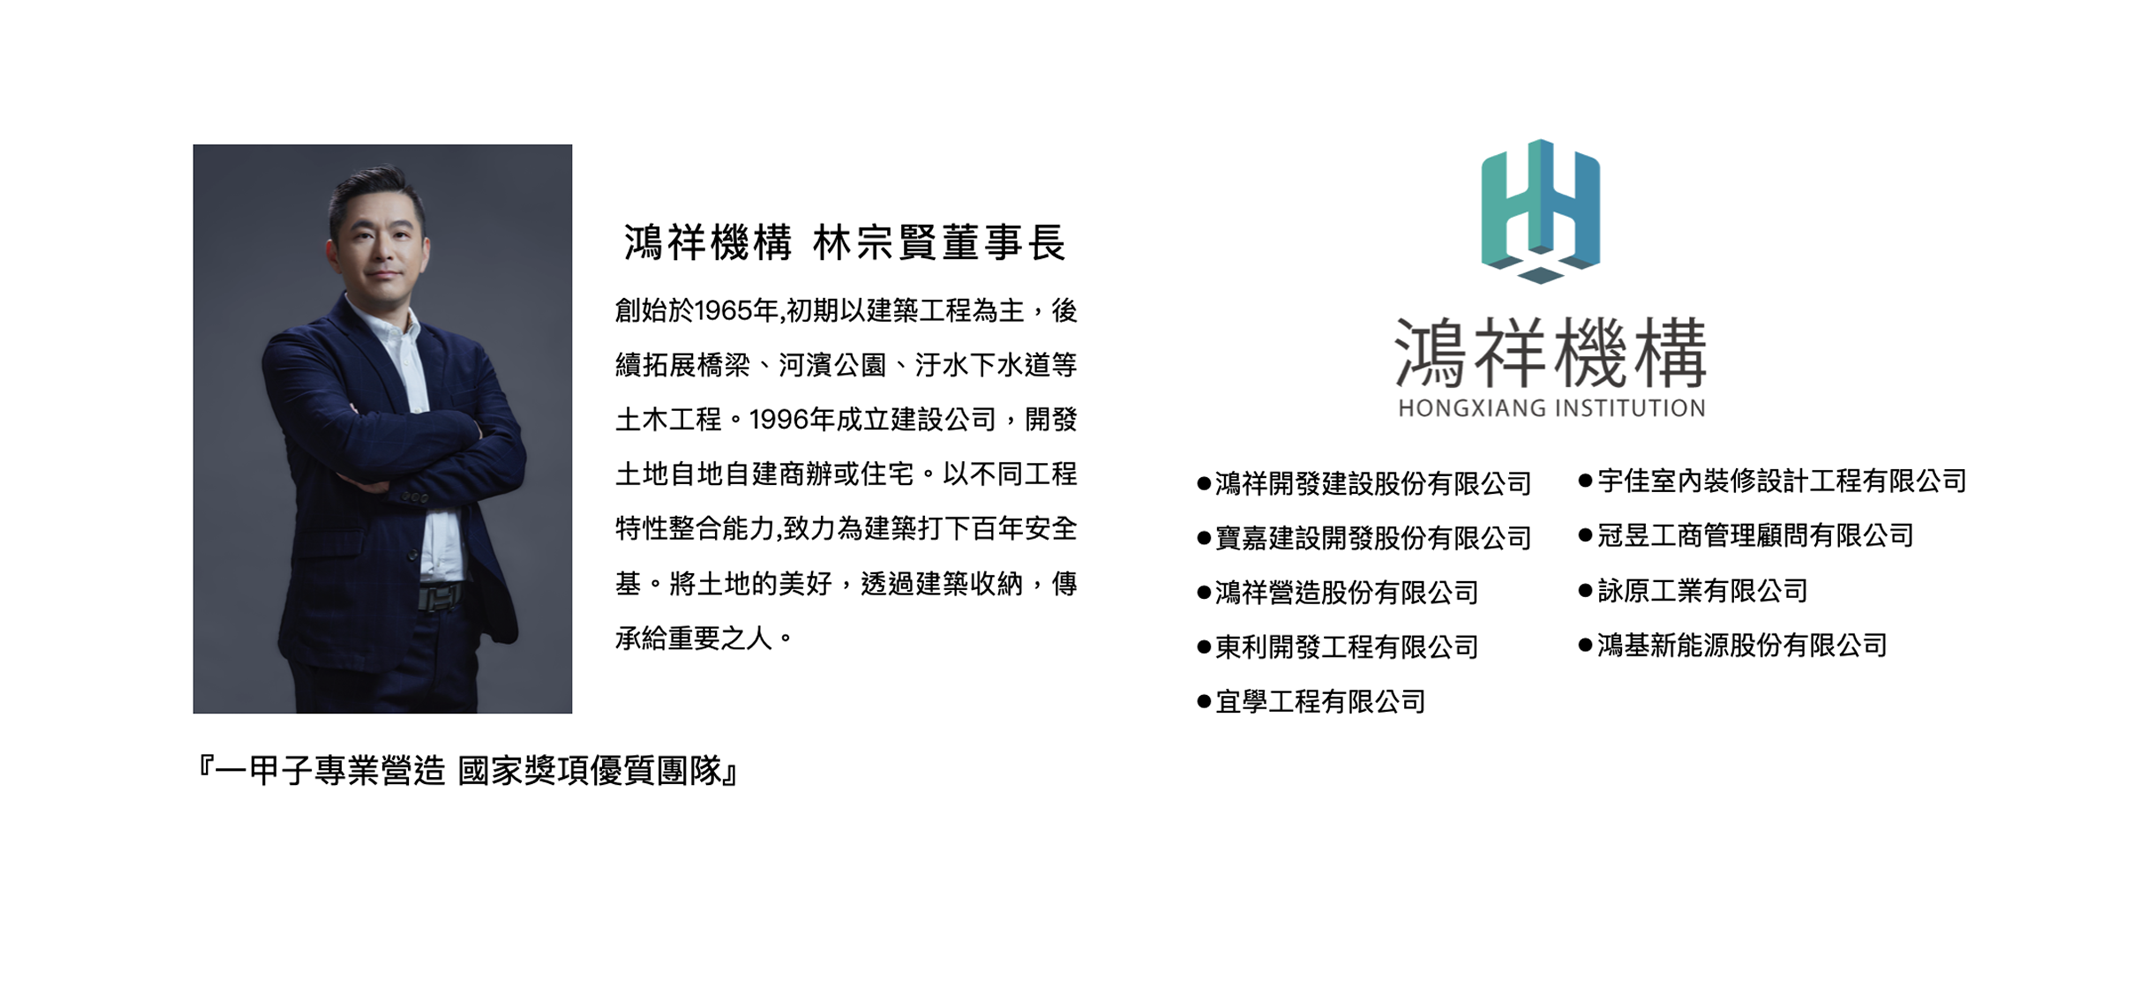 鴻祥機構 林宗賢董事長
創始於1965年,初期以建築工程為主，後
續拓展橋梁、河濱公園、汙水下水道等
土木工程。1996年成立建設公司，開發
土地自地自建商辦或住宅。以不同工程
特性整合能力,致力為建築打下百年安全
基。將土地的美好，透過建築收納，傳
承給重要之人。
『一甲子專業營造 國家獎項優質團隊』
鴻祥機構
HONGXIANG INSTITUTION
●鴻祥開發建設股份有限公司
●寶嘉建設開發股份有限公司
●鴻祥營造股份有限公司
●東利開發工程有限公司
●宜學工程有限公司
●宇佳室內裝修設計工程有限公司
●冠昱工商管理顧問有限公司
●詠原工業有限公司
●鴻基新能源股份有限公司